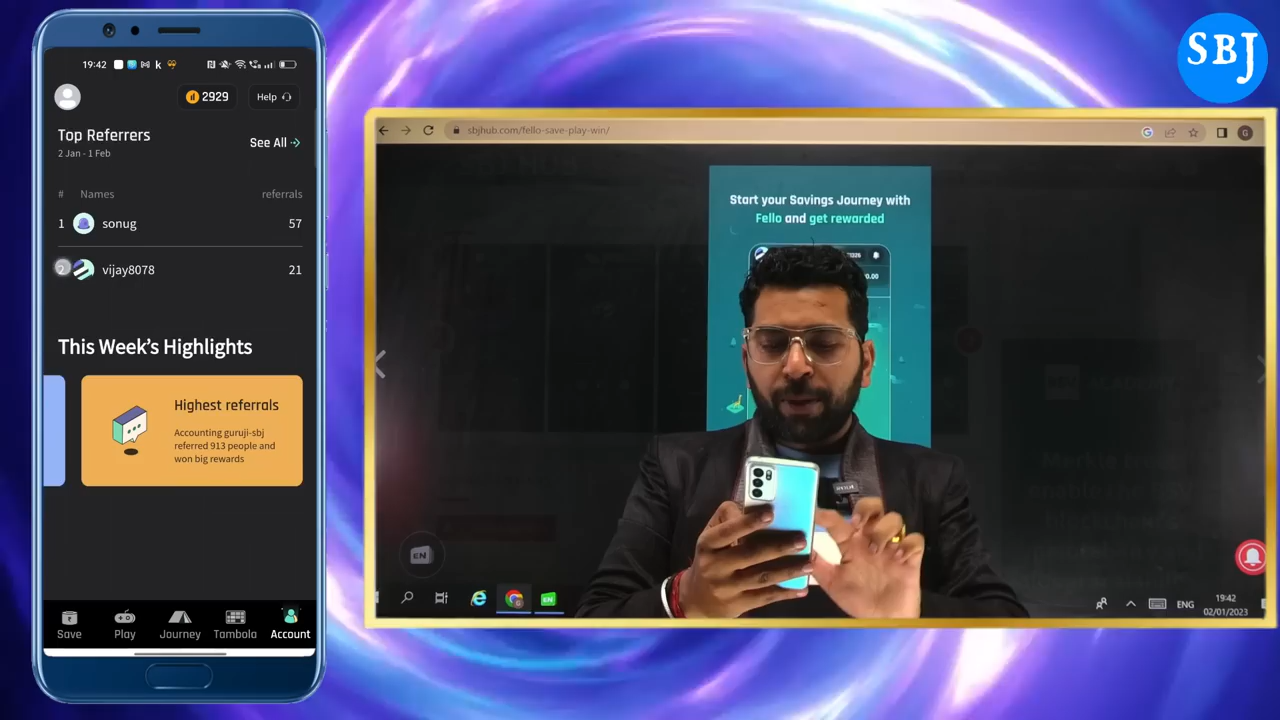 19:42
k
2929
Help
Top Referrers
2 Jan - 1 Feb
See All
# Names referrals
1 sonug 57
2 vijay8078 21
This Week's Highlights
Highest referrals
Accounting guruji-sbj
referred 913 people and
won big rewards
Save Play Journey Tambola Account
sbjhub.com/fello-save-play-win/
G
G
Start your Savings Journey with
Fello and get rewarded
EN
EN
ENG
19:42
02/01/2023
SBJ